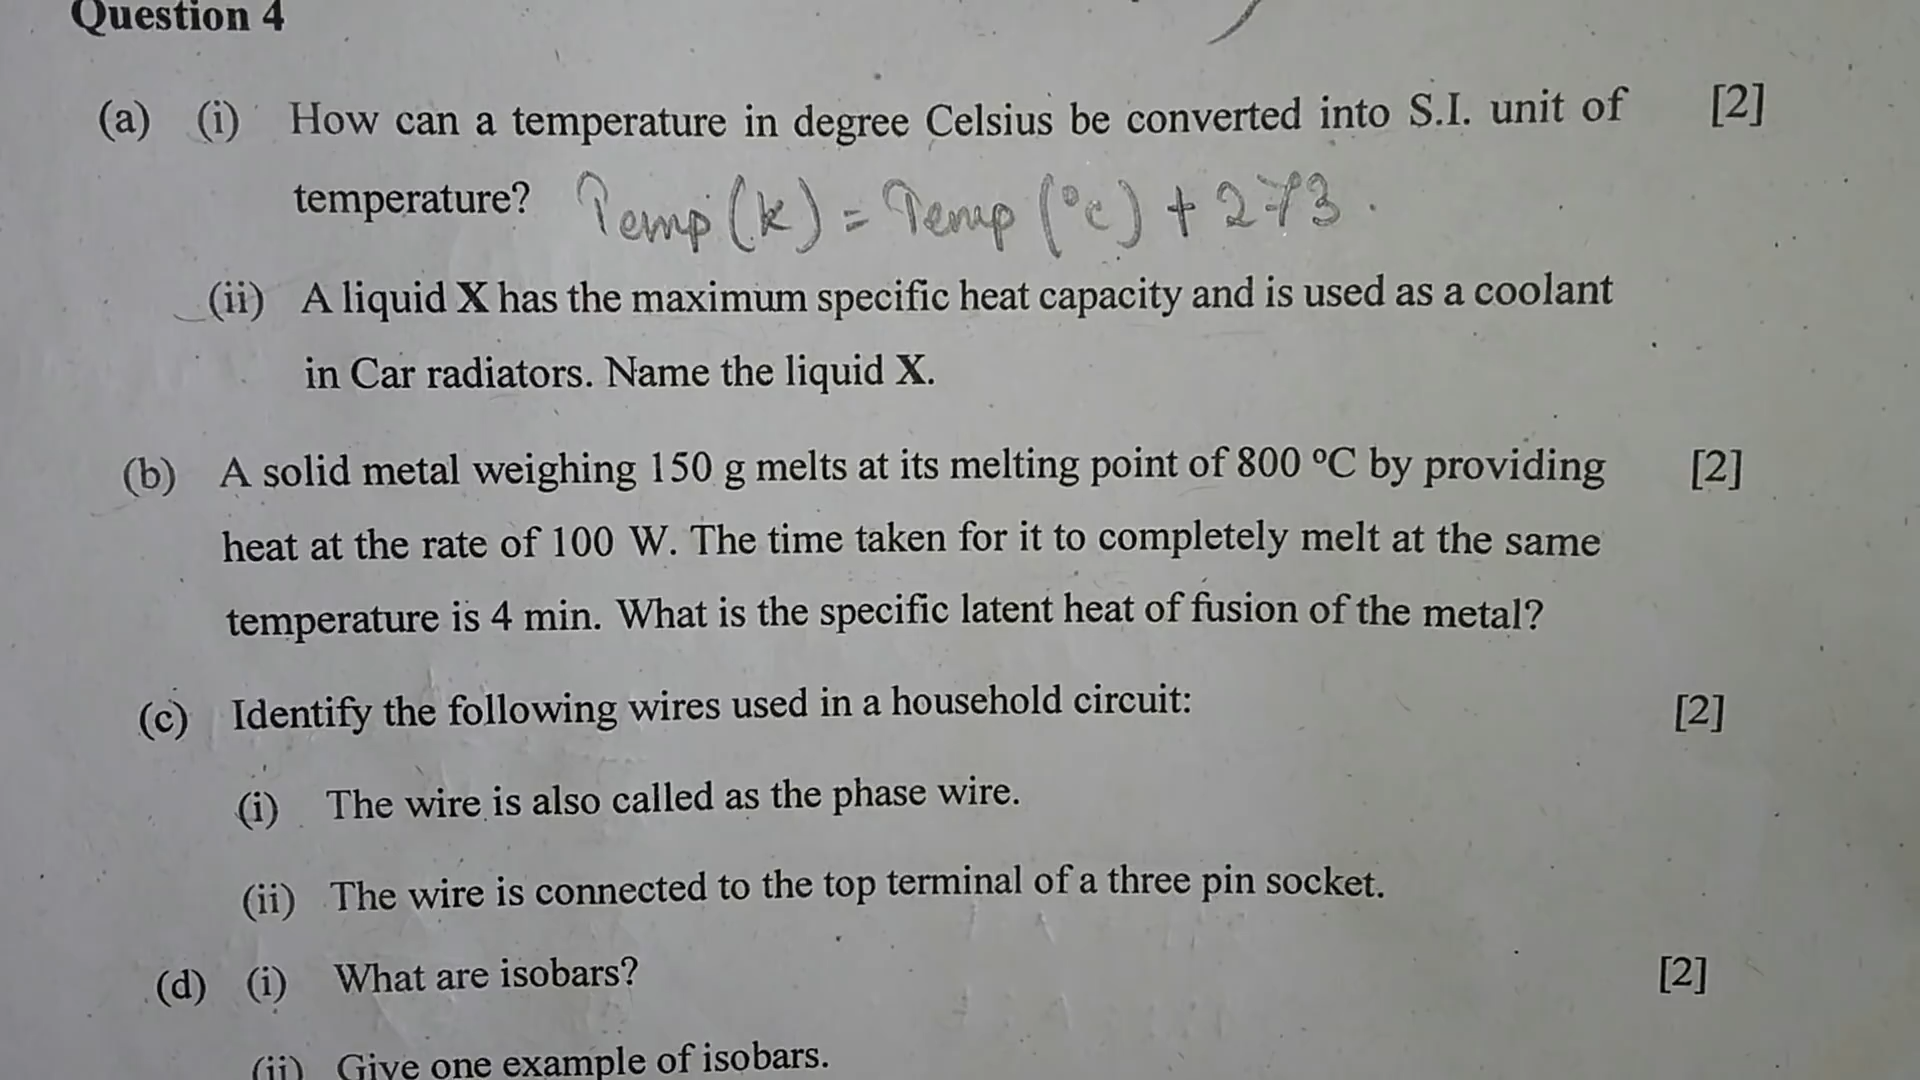 Question 4
(a) (i) How can a temperature in degree Celsius be converted into S.I. unit of [2]
temperature? Temp (k) = Temp (°c) + 273.
(ii) A liquid X has the maximum specific heat capacity and is used as a coolant
in Car radiators. Name the liquid X.
(b) A solid metal weighing 150 g melts at its melting point of 800 °C by providing [2]
heat at the rate of 100 W. The time taken for it to completely melt at the same
temperature is 4 min. What is the specific latent heat of fusion of the metal?
(c) Identify the following wires used in a household circuit: [2]
(i) The wire is also called as the phase wire.
(ii) The wire is connected to the top terminal of a three pin socket.
(d) (i) What are isobars? [2]
(ii) Give one example of isobars.